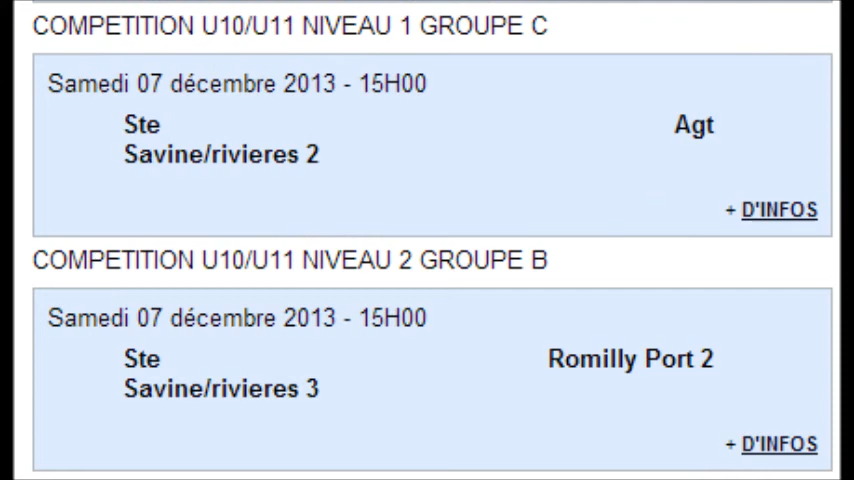 COMPETITION U10/U11 NIVEAU 1 GROUPE C
Samedi 07 décembre 2013 - 15H00
Ste Agt
Savine/rivieres 2
+ D'INFOS
COMPETITION U10/U11 NIVEAU 2 GROUPE B
Samedi 07 décembre 2013 - 15H00
Ste Romilly Port 2
Savine/rivieres 3
+ D'INFOS